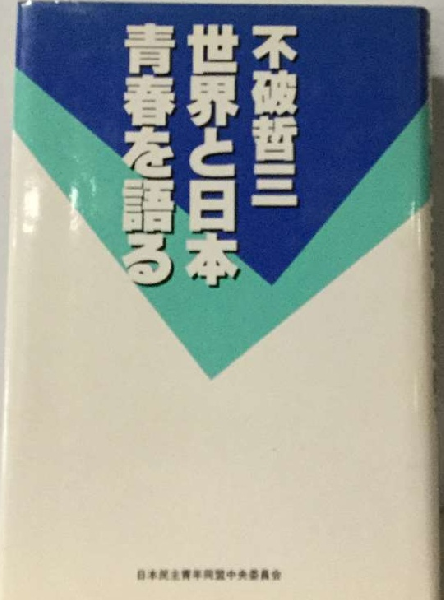 不破哲三
世界と日本
青春を語る
日本民主青年同盟中央委員会